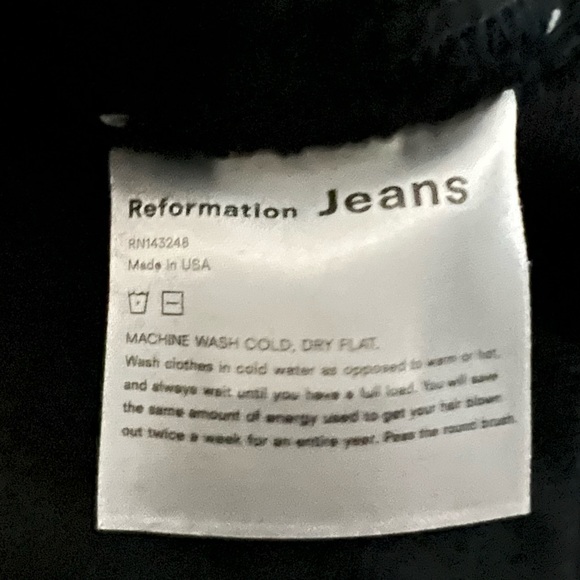 Reformation Jeans
RN143248
Made in USA
MACHINE WASH COLD, DRY FLAT.
Wash clothes in cold water as opposed to warm or hot,
and always wait until you have a full load. You will save
the same amount of energy used to get your hair blown
out twice a week for an entire year. Pass the round brush.